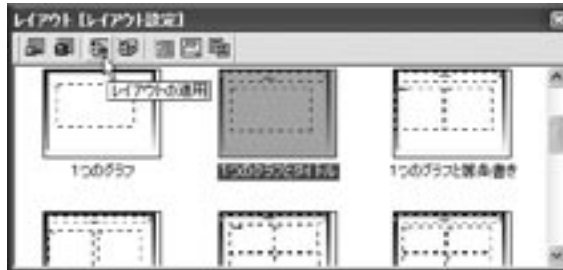 レイアウト [レイアウト設定]
レイアウトの適用
1つのグラフ
1つのグラフとタイトル
1つのグラフと箇条書き